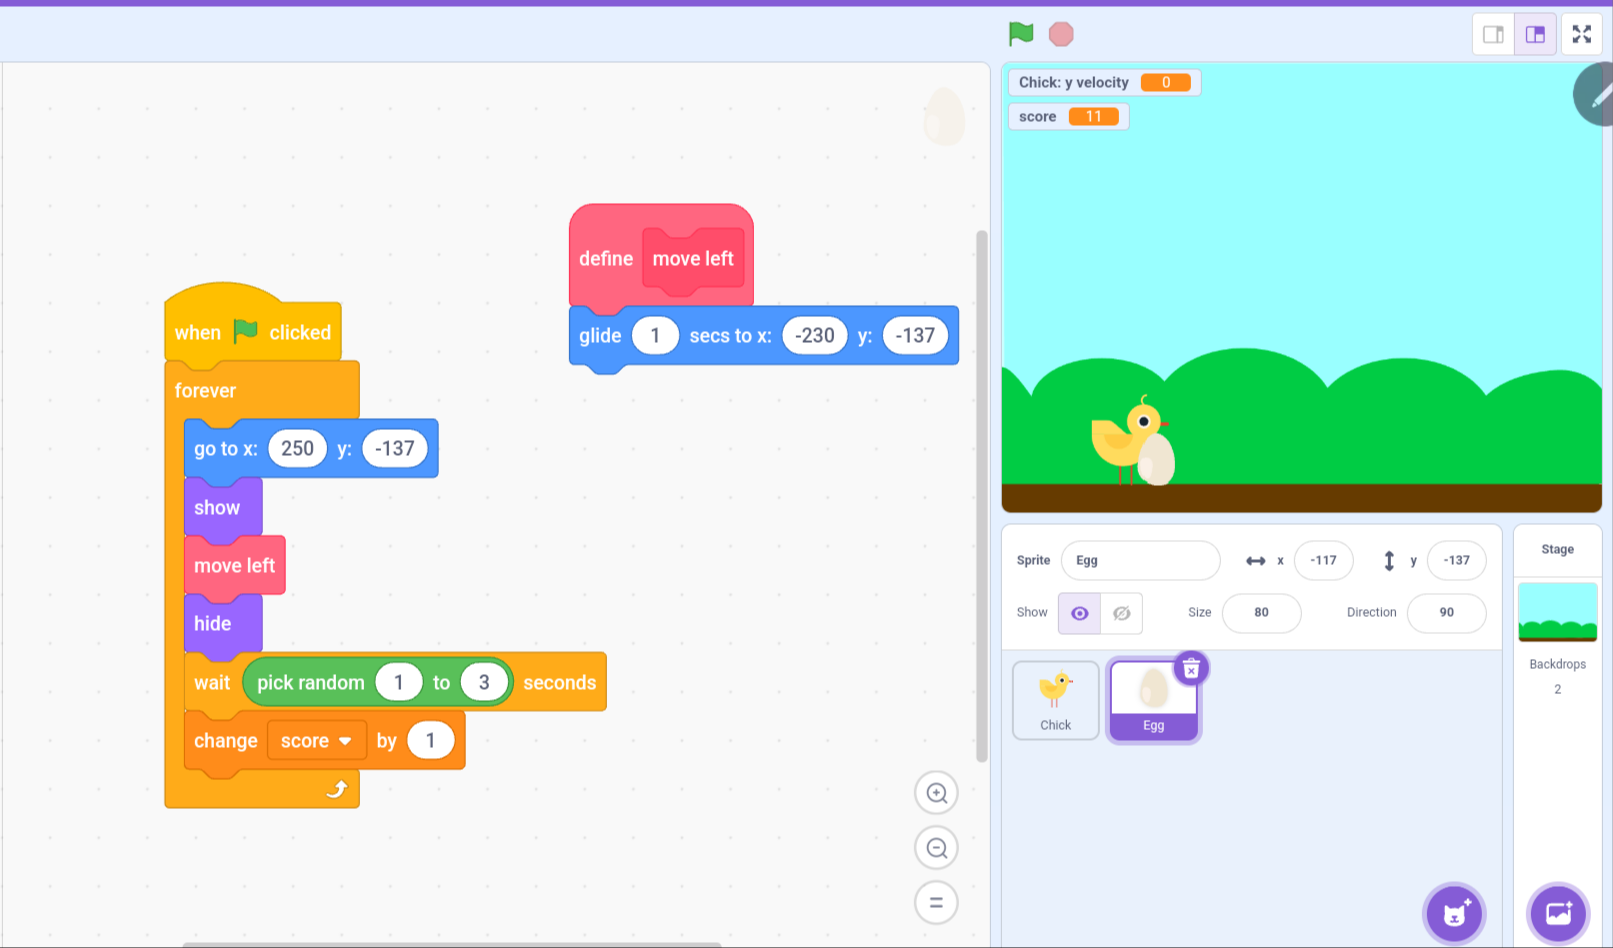 define move left
glide 1 secs to x: -230 y: -137
when clicked
forever
go to x: 250 y: -137
show
move left
hide
wait pick random 1 to 3 seconds
change score by 1
Chick: y velocity 0
score 11
Sprite Egg x -117 y -137
Show Size 80 Direction 90
Chick
Egg
Stage
Backdrops
2